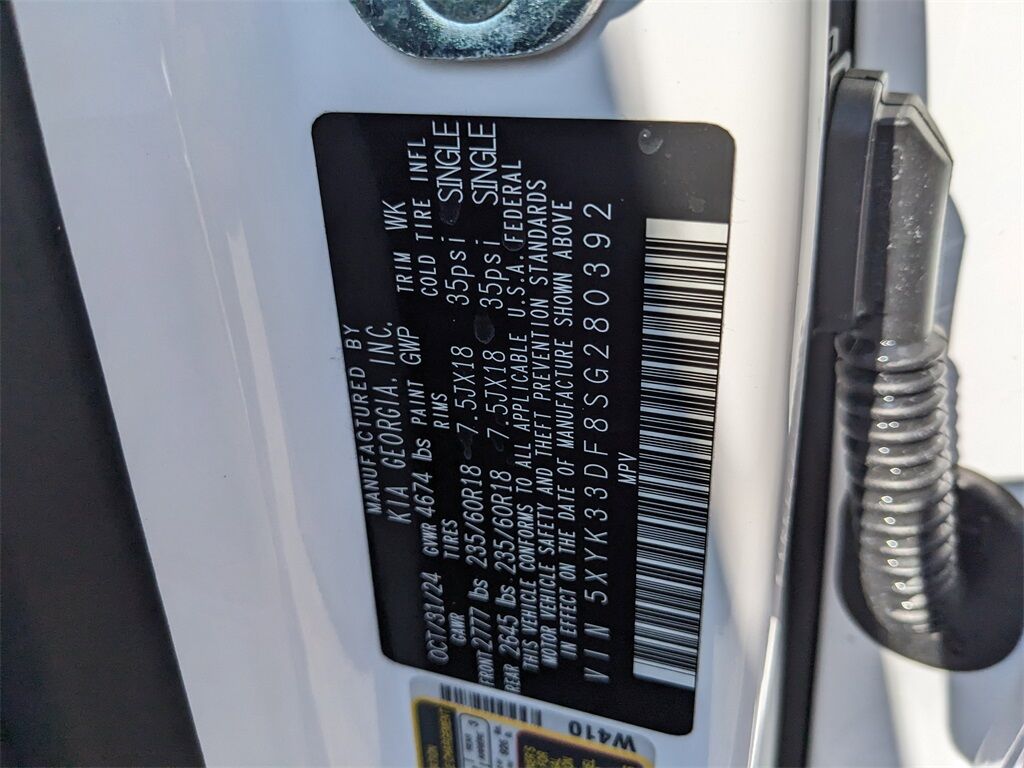 MANUFACTURED BY
KIA GEORGIA, INC.
OCT/31/24 GVWR 4674 lbs PAINT GWP TRIM WK
GAWR TIRES RIMS COLD TIRE INFL
FRONT 2777 lbs 235/60R18 7.5JX18 35psi SINGLE
REAR 2645 lbs. 235/60R18 7.5JX18 35psi SINGLE
THIS VEHICLE CONFORMS TO ALL APPLICABLE U.S.A. FEDERAL
MOTOR VEHICLE SAFETY AND THEFT PREVENTION STANDARDS
IN EFFECT ON THE DATE OF MANUFACTURE SHOWN ABOVE
VIN 5XYK33DF8SG280392
MPV
W410